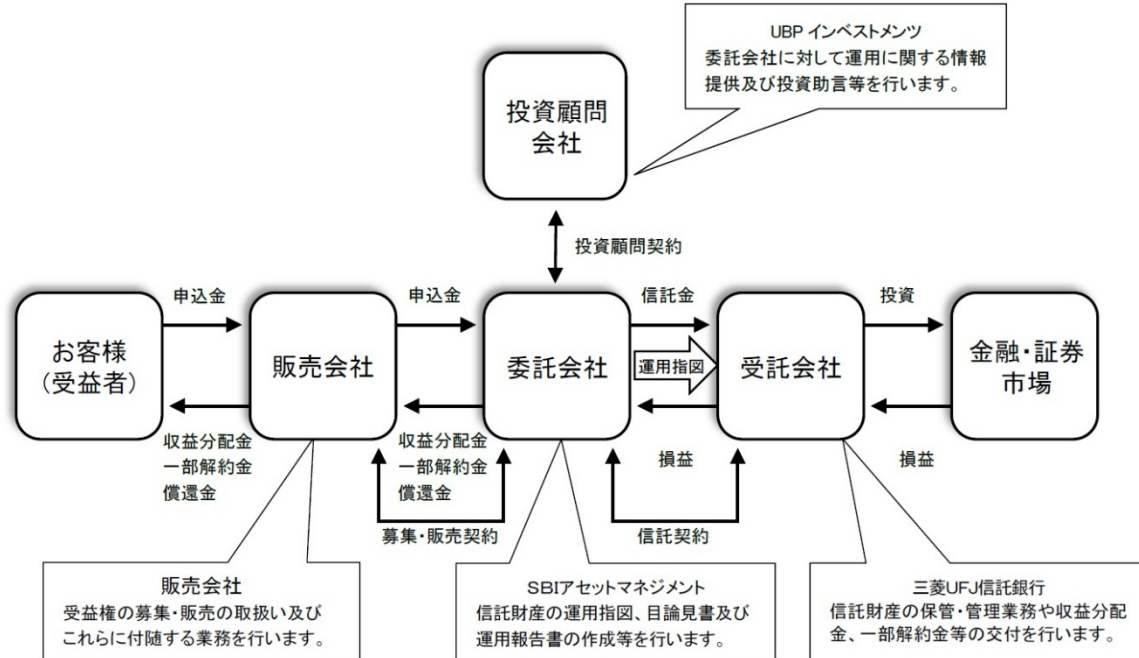 UBP インベストメンツ
委託会社に対して運用に関する情報
提供及び投資助言等を行います。
投資顧問
会社
投資顧問契約
申込金
申込金
信託金
投資
お客様
(受益者)
販売会社
委託会社
運用指図
受託会社
金融・証券
市場
収益分配金
一部解約金
償還金
収益分配金
一部解約金
償還金
損益
損益
募集・販売契約
信託契約
販売会社
受益権の募集・販売の取扱い及び
これらに付随する業務を行います。
SBIアセットマネジメント
信託財産の運用指図、目論見書及び
運用報告書の作成等を行います。
三菱UFJ信託銀行
信託財産の保管・管理業務や収益分配
金、一部解約金等の交付を行います。